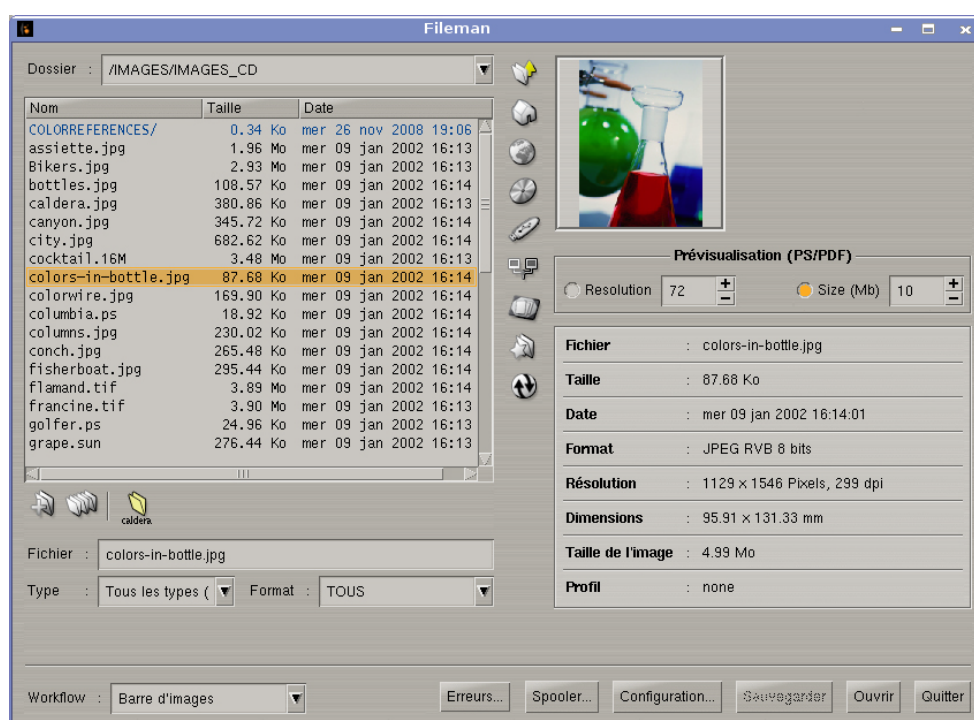 Fileman
Dossier : /IMAGES/IMAGES_CD
Nom Taille Date
COLORREFERENCES/ 0.34 Ko mer 26 nov 2008 19:06
assiette.jpg 1.96 Mo mer 09 jan 2002 16:13
Bikers.jpg 2.93 Mo mer 09 jan 2002 16:13
bottles.jpg 108.57 Ko mer 09 jan 2002 16:14
caldera.jpg 380.86 Ko mer 09 jan 2002 16:13
canyon.jpg 345.72 Ko mer 09 jan 2002 16:14
city.jpg 682.62 Ko mer 09 jan 2002 16:14
cocktail.16M 3.48 Mo mer 09 jan 2002 16:13
colors-in-bottle.jpg 87.68 Ko mer 09 jan 2002 16:14
colorwire.jpg 169.90 Ko mer 09 jan 2002 16:14
columbia.ps 18.92 Ko mer 09 jan 2002 16:14
columns.jpg 230.02 Ko mer 09 jan 2002 16:14
conch.jpg 265.48 Ko mer 09 jan 2002 16:14
fisherboat.jpg 295.44 Ko mer 09 jan 2002 16:14
flamand.tif 3.89 Mo mer 09 jan 2002 16:14
francine.tif 3.90 Mo mer 09 jan 2002 16:13
golfer.ps 24.96 Ko mer 09 jan 2002 16:13
grape.sun 276.44 Ko mer 09 jan 2002 16:13
caldera
Fichier : colors-in-bottle.jpg
Type : Tous les types ( Format : TOUS
Prévisualisation (PS/PDF)
Resolution 72 Size (Mb) 10
Fichier : colors-in-bottle.jpg
Taille : 87.68 Ko
Date : mer 09 jan 2002 16:14:01
Format : JPEG RVB 8 bits
Résolution : 1129 x 1546 Pixels, 299 dpi
Dimensions : 95.91 x 131.33 mm
Taille de l'image : 4.99 Mo
Profil : none
Workflow : Barre d'images
Erreurs... Spooler... Configuration... Sauvegarder Ouvrir Quitter